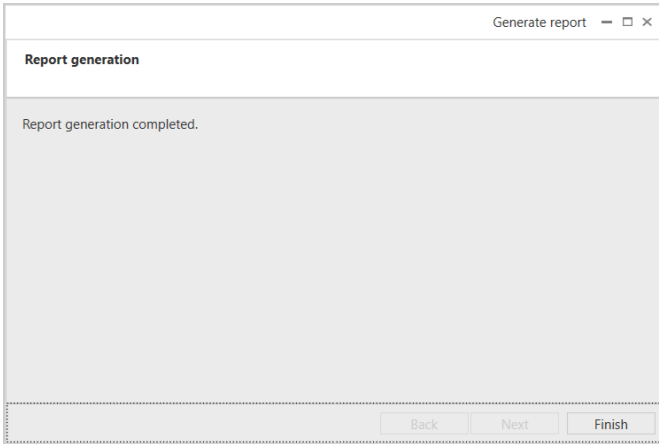 Generate report
Report generation
Report generation completed.
Back Next Finish